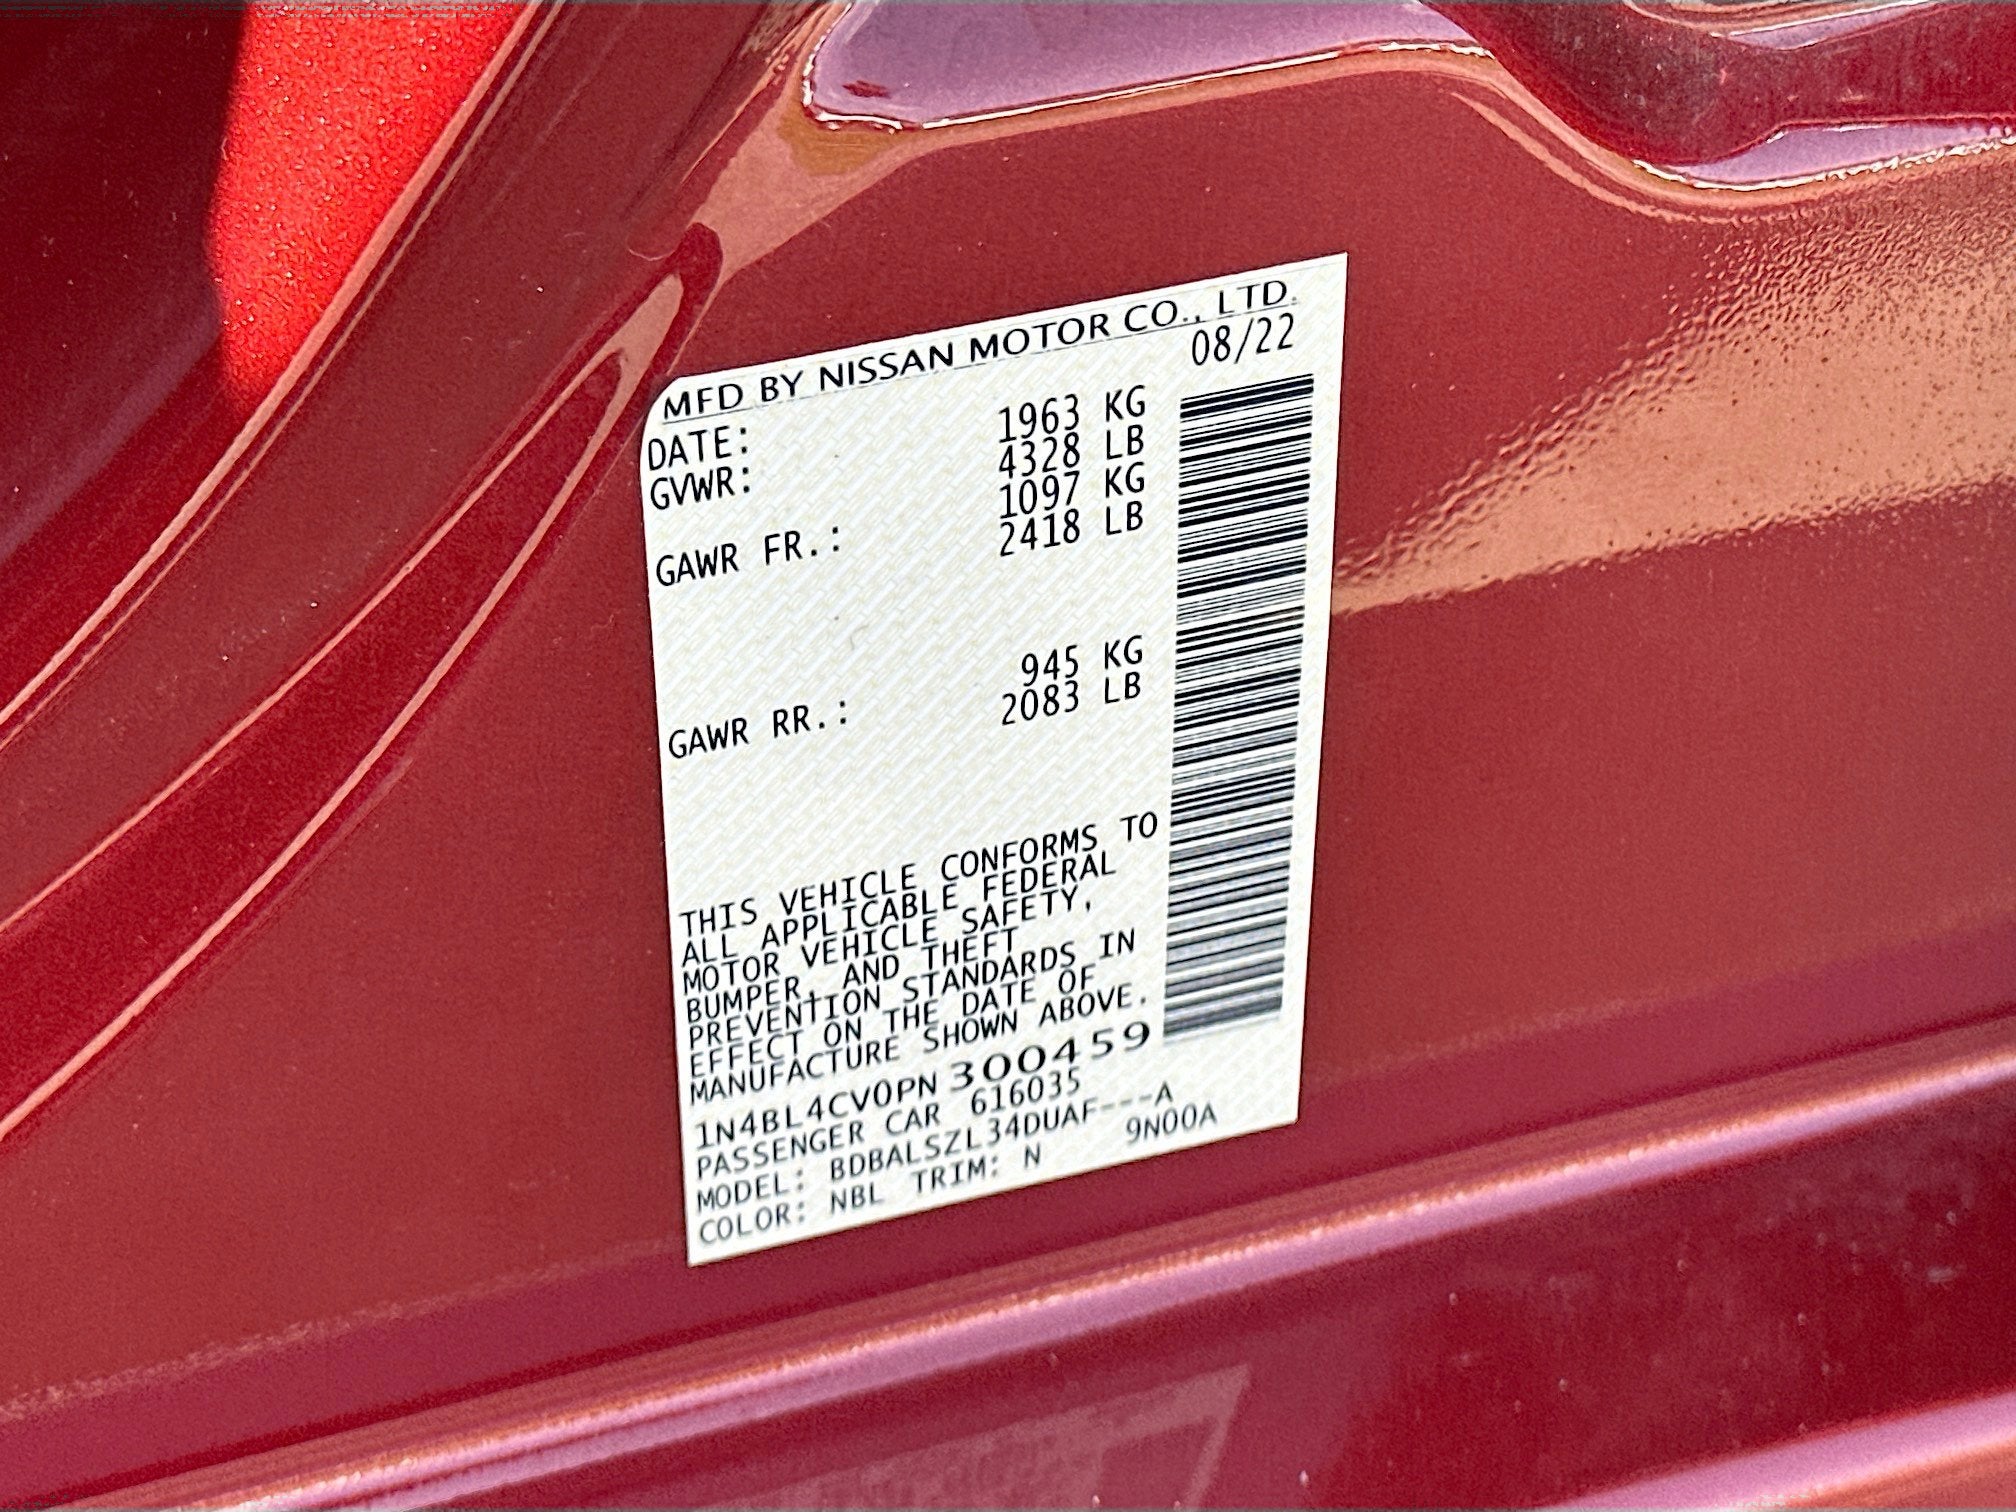 MFD BY NISSAN MOTOR CO., LTD.
DATE: 08/22
GVWR: 1963 KG
4328 LB
GAWR FR.: 1097 KG
2418 LB
GAWR RR.: 945 KG
2083 LB
THIS VEHICLE CONFORMS TO
ALL APPLICABLE FEDERAL
MOTOR VEHICLE SAFETY,
BUMPER, AND THEFT
PREVENTION STANDARDS IN
EFFECT ON THE DATE OF
MANUFACTURE SHOWN ABOVE.
1N4BL4CV0PN300459
PASSENGER CAR 616035
MODEL: BDBALSZL34DUAF---A
COLOR: NBL TRIM: N 9N00A